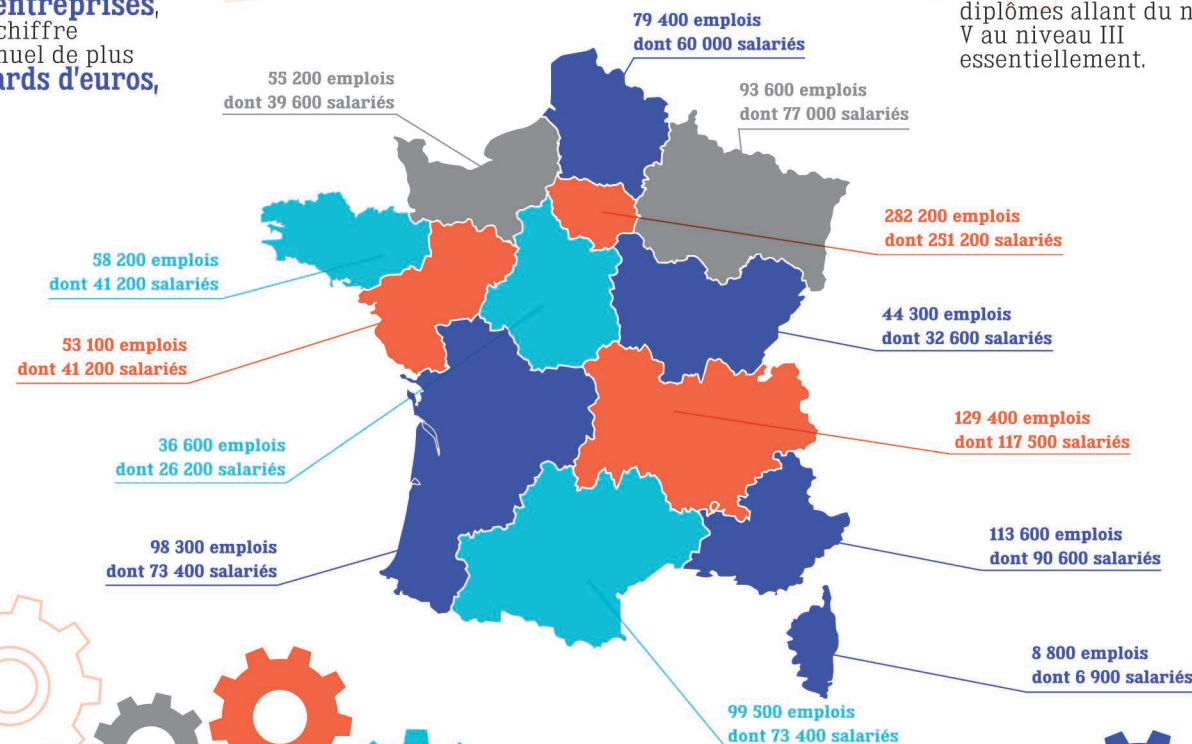 entreprises,
chiffre
nuel de plus
ards d'euros,
diplômes allant du n
V au niveau III
essentiellement.
79 400 emplois
dont 60 000 salariés
55 200 emplois
dont 39 600 salariés
93 600 emplois
dont 77 000 salariés
282 200 emplois
dont 251 200 salariés
58 200 emplois
dont 41 200 salariés
44 300 emplois
dont 32 600 salariés
53 100 emplois
dont 41 200 salariés
129 400 emplois
dont 117 500 salariés
36 600 emplois
dont 26 200 salariés
113 600 emplois
dont 90 600 salariés
98 300 emplois
dont 73 400 salariés
8 800 emplois
dont 6 900 salariés
99 500 emplois
dont 73 400 salariés